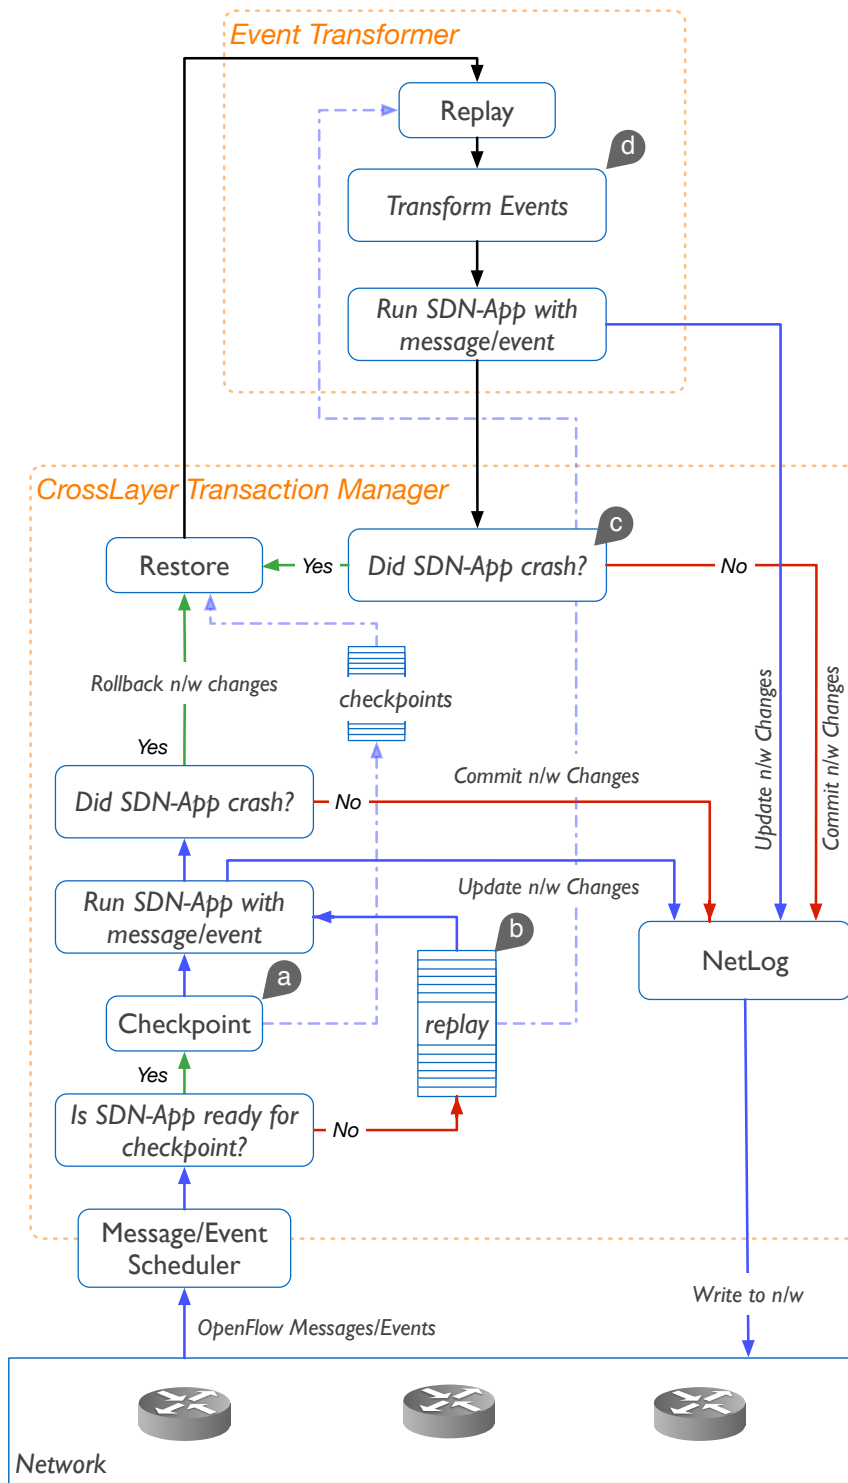 Event Transformer
Replay
d
Transform Events
Run SDN-App with
message/event
CrossLayer Transaction Manager
c
Restore
Yes
Did SDN-App crash?
No
Rollback n/w changes
checkpoints
Update n/w Changes
Commit n/w Changes
Yes
Commit n/w Changes
Did SDN-App crash?
No
Run SDN-App with
message/event
Update n/w Changes
b
NetLog
a
Checkpoint
replay
Yes
Is SDN-App ready for
checkpoint?
No
Message/Event
Scheduler
Write to n/w
OpenFlow Messages/Events
Network